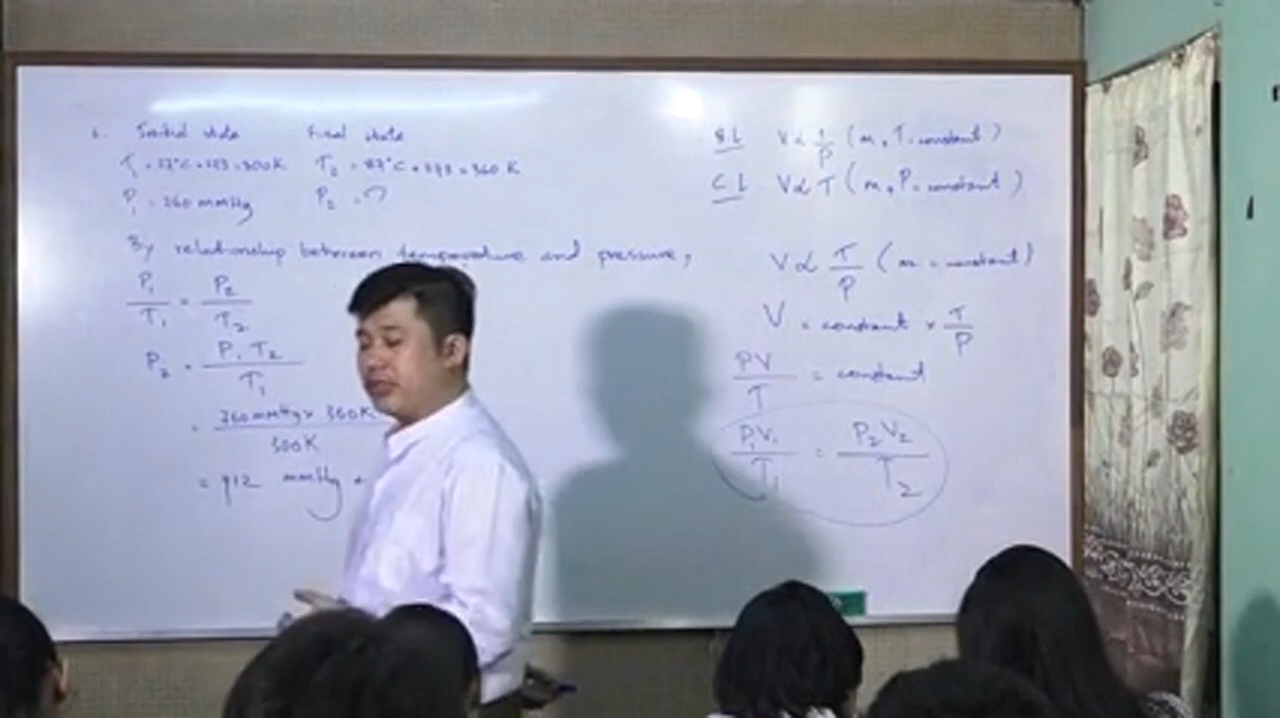 Initial state Final state
T₁ = 27°C + 273 = 300K T₂ = 87°C + 273 = 360 K
P₁ = 760 mmHg P₂ = ?
By relationship between temperature and pressure,
P₁/T₁ = P₂/T₂
P₂ = P₁T₂/T₁
= 760 mmHg × 360K/300K
= 912 mmHg
B L V ∝ 1/P (m, T = constant)
C L V ∝ T (m, P = constant)
V ∝ T/P (m = constant)
V = constant × T/P
PV/T = constant
P₁V₁/T₁ = P₂V₂/T₂